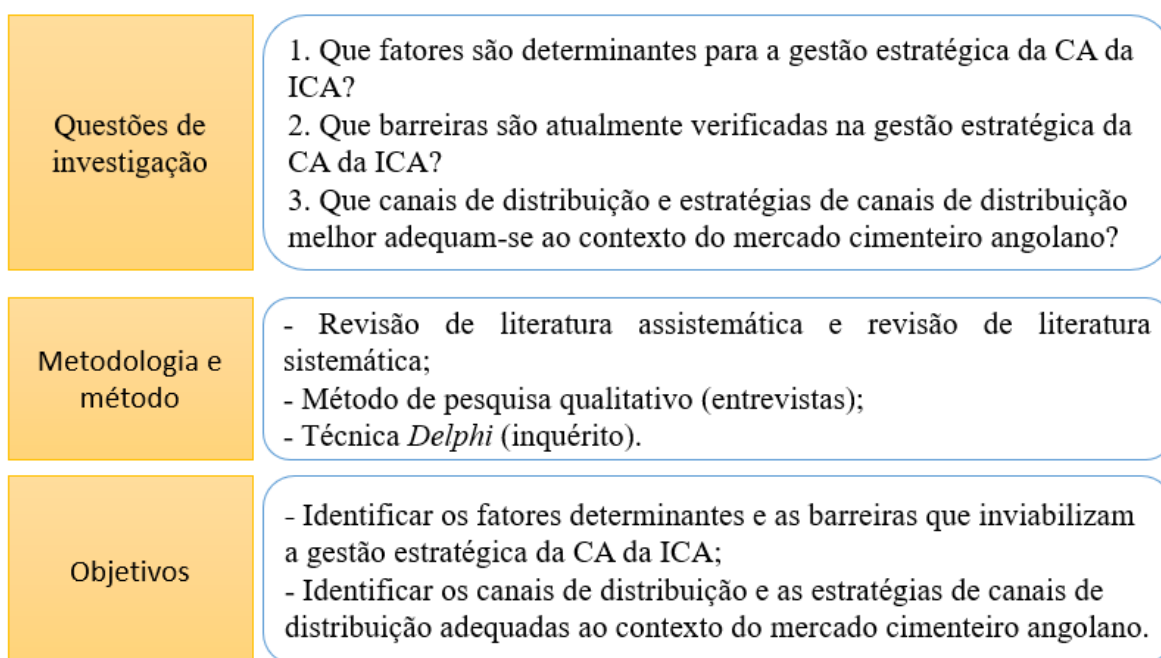 Questões de
investigação
1. Que fatores são determinantes para a gestão estratégica da CA da
ICA?
2. Que barreiras são atualmente verificadas na gestão estratégica da
CA da ICA?
3. Que canais de distribuição e estratégias de canais de distribuição
melhor adequam-se ao contexto do mercado cimenteiro angolano?
Metodologia e
método
- Revisão de literatura assistemática e revisão de literatura
sistemática;
- Método de pesquisa qualitativo (entrevistas);
- Técnica Delphi (inquérito).
Objetivos
- Identificar os fatores determinantes e as barreiras que inviabilizam
a gestão estratégica da CA da ICA;
- Identificar os canais de distribuição e as estratégias de canais de
distribuição adequadas ao contexto do mercado cimenteiro angolano.